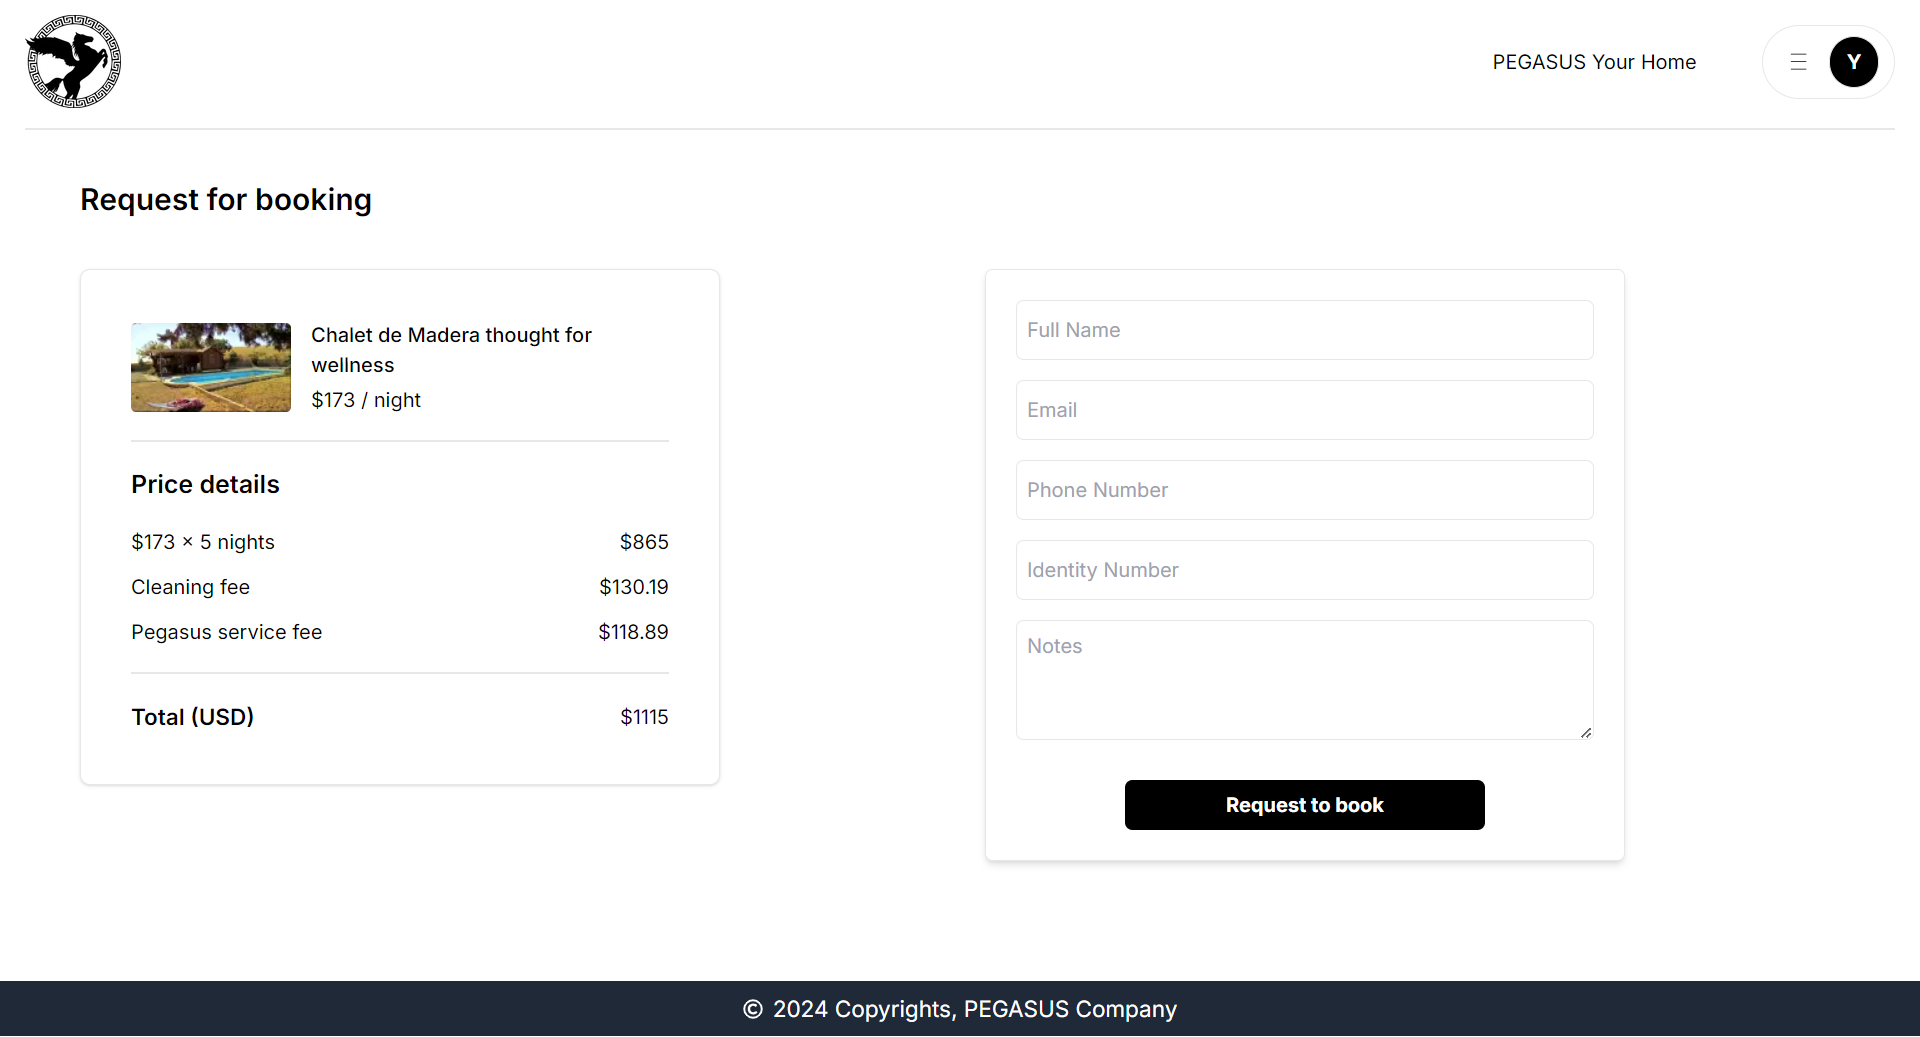 PEGASUS Your Home
Y
Request for booking
Chalet de Madera thought for
wellness
$173 / night
Price details
$173 × 5 nights $865
Cleaning fee $130.19
Pegasus service fee $118.89
Total (USD) $1115
Full Name
Email
Phone Number
Identity Number
Notes
Request to book
© 2024 Copyrights, PEGASUS Company